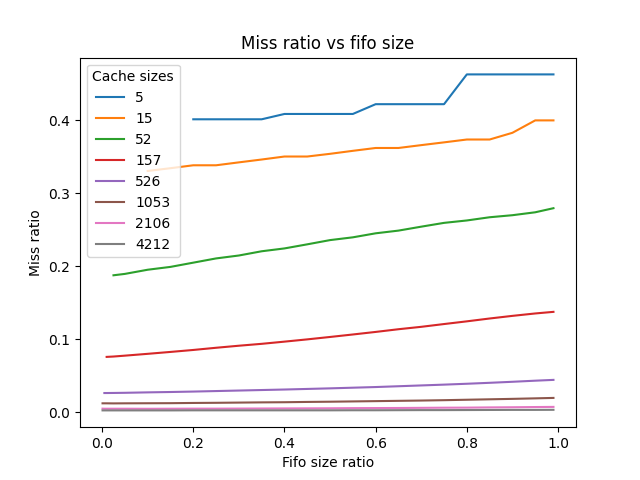 Miss ratio vs fifo size
Cache sizes
5
15
52
157
526
1053
2106
4212
Miss ratio
0.4
0.3
0.2
0.1
0.0
0.0 0.2 0.4 0.6 0.8 1.0
Fifo size ratio